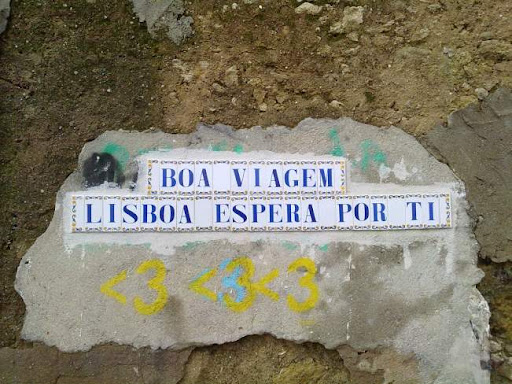 BOA VIAGEM
LISBOA ESPERA POR TI
<3 <3<3